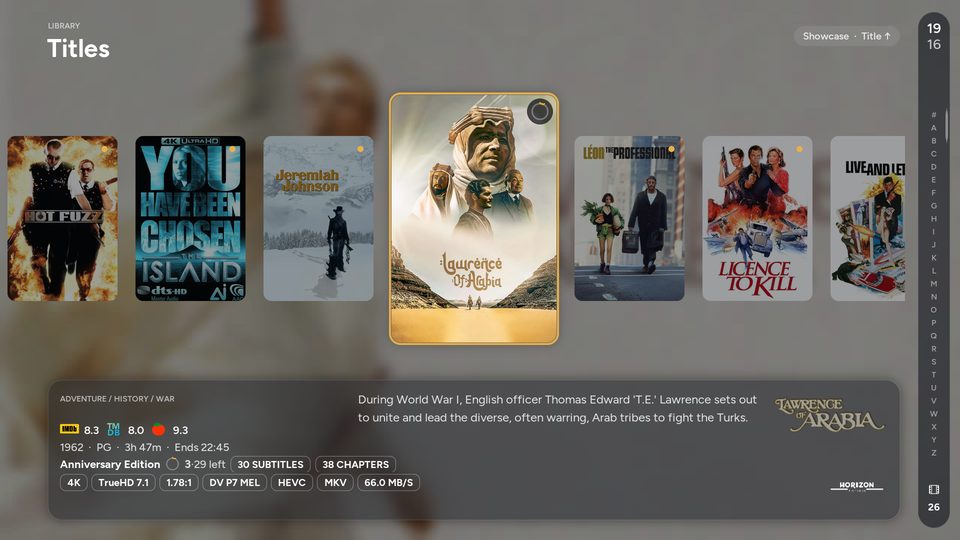 LIBRARY
Titles
Showcase · Title ↑
19
16
HOT FUZZ
4K ULTRA HD
YOU
HAVE BEEN
CHOSEN
THE
ISLAND
dts-HD
Master Audio
Jeremiah
Johnson
Lawrence
Of Arabia
LÉON THE PROFESSIONAL
LICENCE
TO KILL
LIVE AND LET
#
A
B
C
D
E
F
G
H
I
J
K
L
M
N
O
P
Q
R
S
T
U
V
W
X
Y
Z
26
ADVENTURE / HISTORY / WAR
IMDb 8.3 TMDB 8.0 9.3
1962 · PG · 3h 47m · Ends 22:45
Anniversary Edition 3:29 left 30 SUBTITLES 38 CHAPTERS
4K TrueHD 7.1 1.78:1 DV P7 MEL HEVC MKV 66.0 MB/S
During World War I, English officer Thomas Edward 'T.E.' Lawrence sets out
to unite and lead the diverse, often warring, Arab tribes to fight the Turks.
LAWRENCE
OF ARABIA
HORIZON